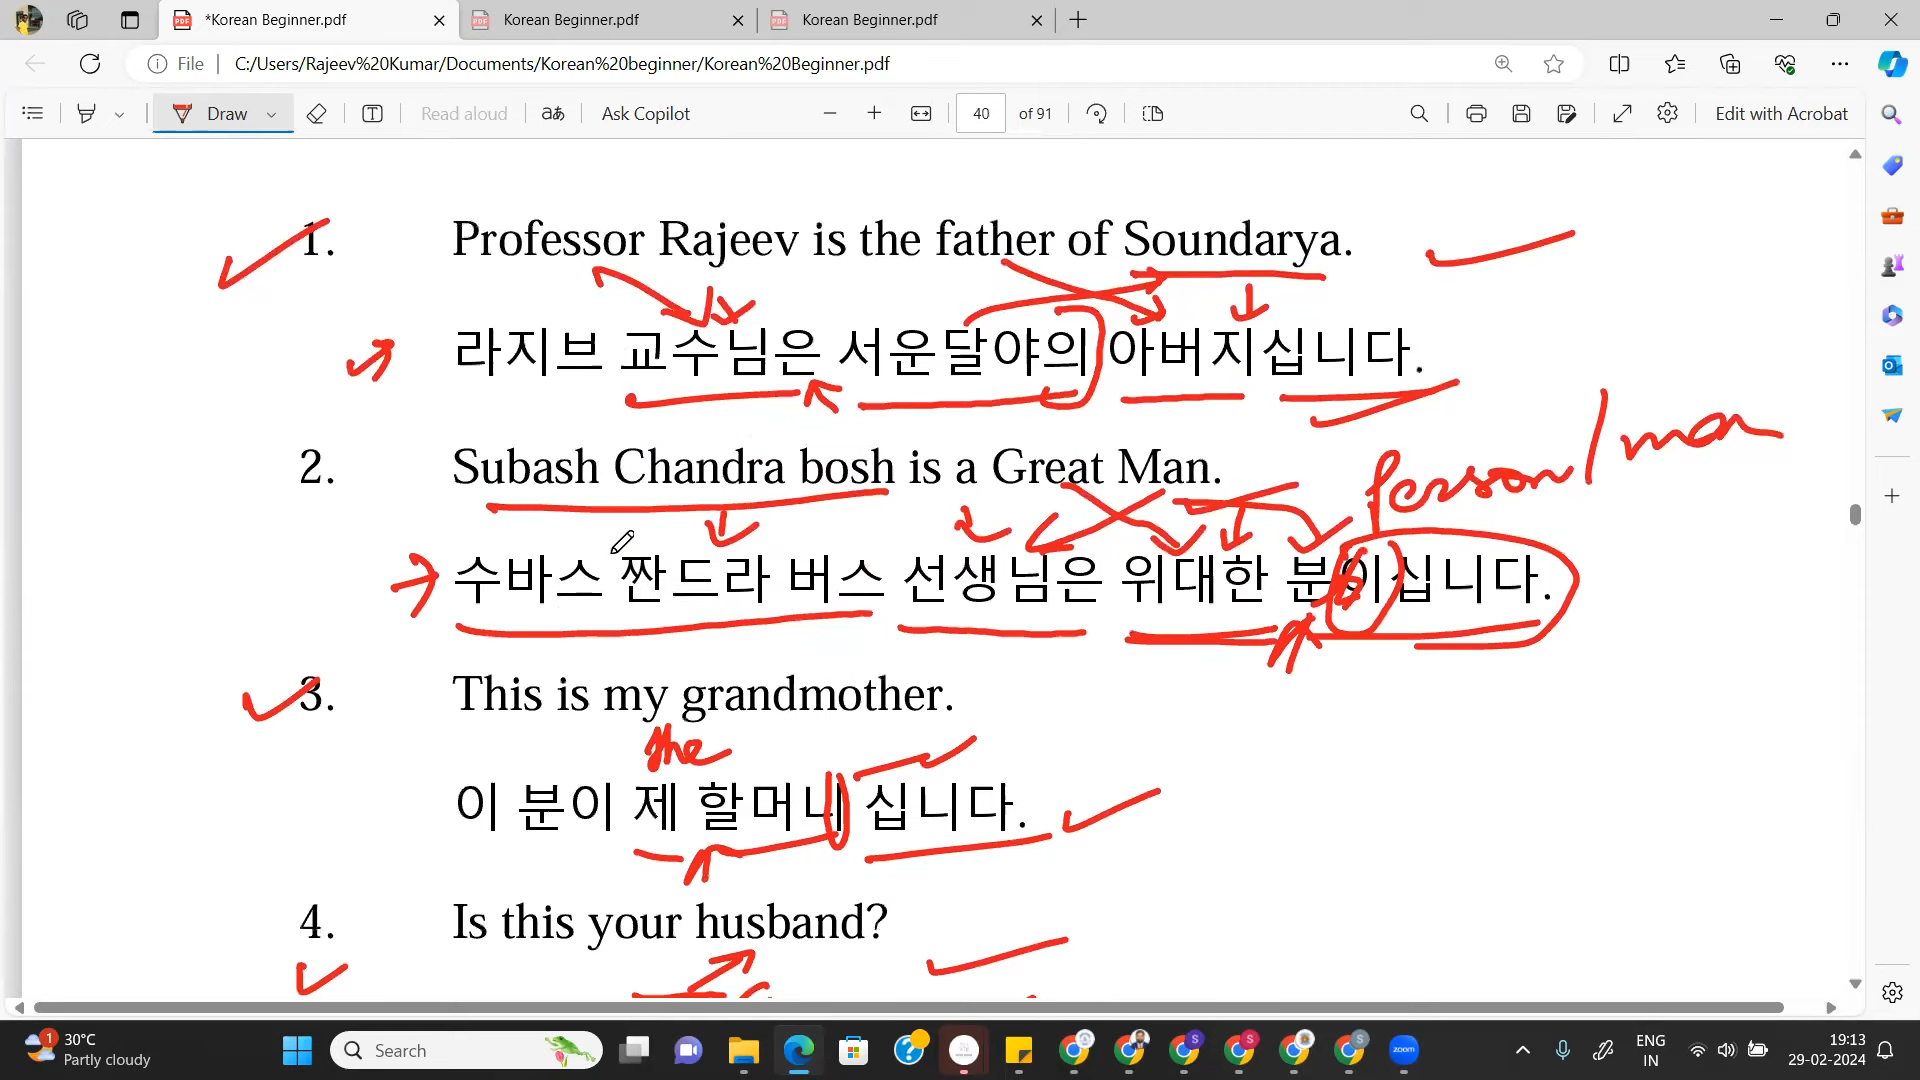 *Korean Beginner.pdf
Korean Beginner.pdf
Korean Beginner.pdf
File
C:/Users/Rajeev%20Kumar/Documents/Korean%20beginner/Korean%20Beginner.pdf
Draw
Read aloud
aあ
Ask Copilot
40 of 91
Edit with Acrobat
1. Professor Rajeev is the father of Soundarya.
라지브 교수님은 서운달야의 아버지십니다.
person/man
2. Subash Chandra bosh is a Great Man.
수바스 짠드라 버스 선생님은 위대한 분이십니다.
3. This is my grandmother.
the
이 분이 제 할머니 십니다.
4. Is this your husband?
1
30°C
Partly cloudy
Search
zoom
ENG
IN
19:13
29-02-2024